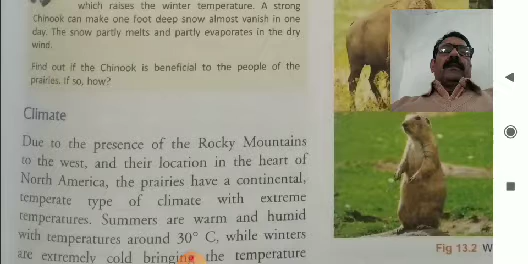 which raises the winter temperature. A strong
Chinook can make one foot deep snow almost vanish in one
day. The snow partly melts and partly evaporates in the dry
wind.
Find out if the Chinook is beneficial to the people of the
prairies. If so, how?
Climate
Due to the presence of the Rocky Mountains
to the west, and their location in the heart of
North America, the prairies have a continental,
temperate type of climate with extreme
temperatures. Summers are warm and humid
with temperatures around 30° C, while winters
are extremely cold bringing the temperature
Fig 13.2 W